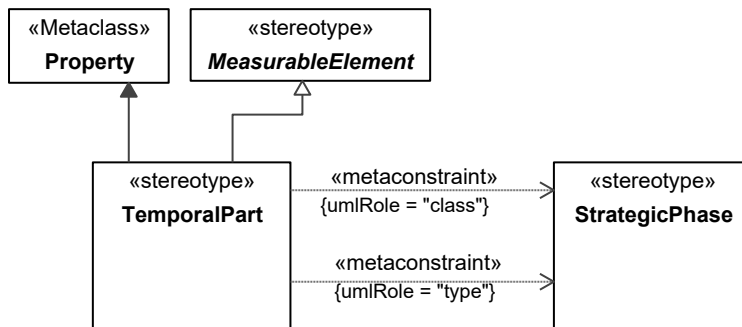 «Metaclass»
Property
«stereotype»
MeasurableElement
«stereotype»
TemporalPart
«metaconstraint»
{umlRole = "class"}
«metaconstraint»
{umlRole = "type"}
«stereotype»
StrategicPhase